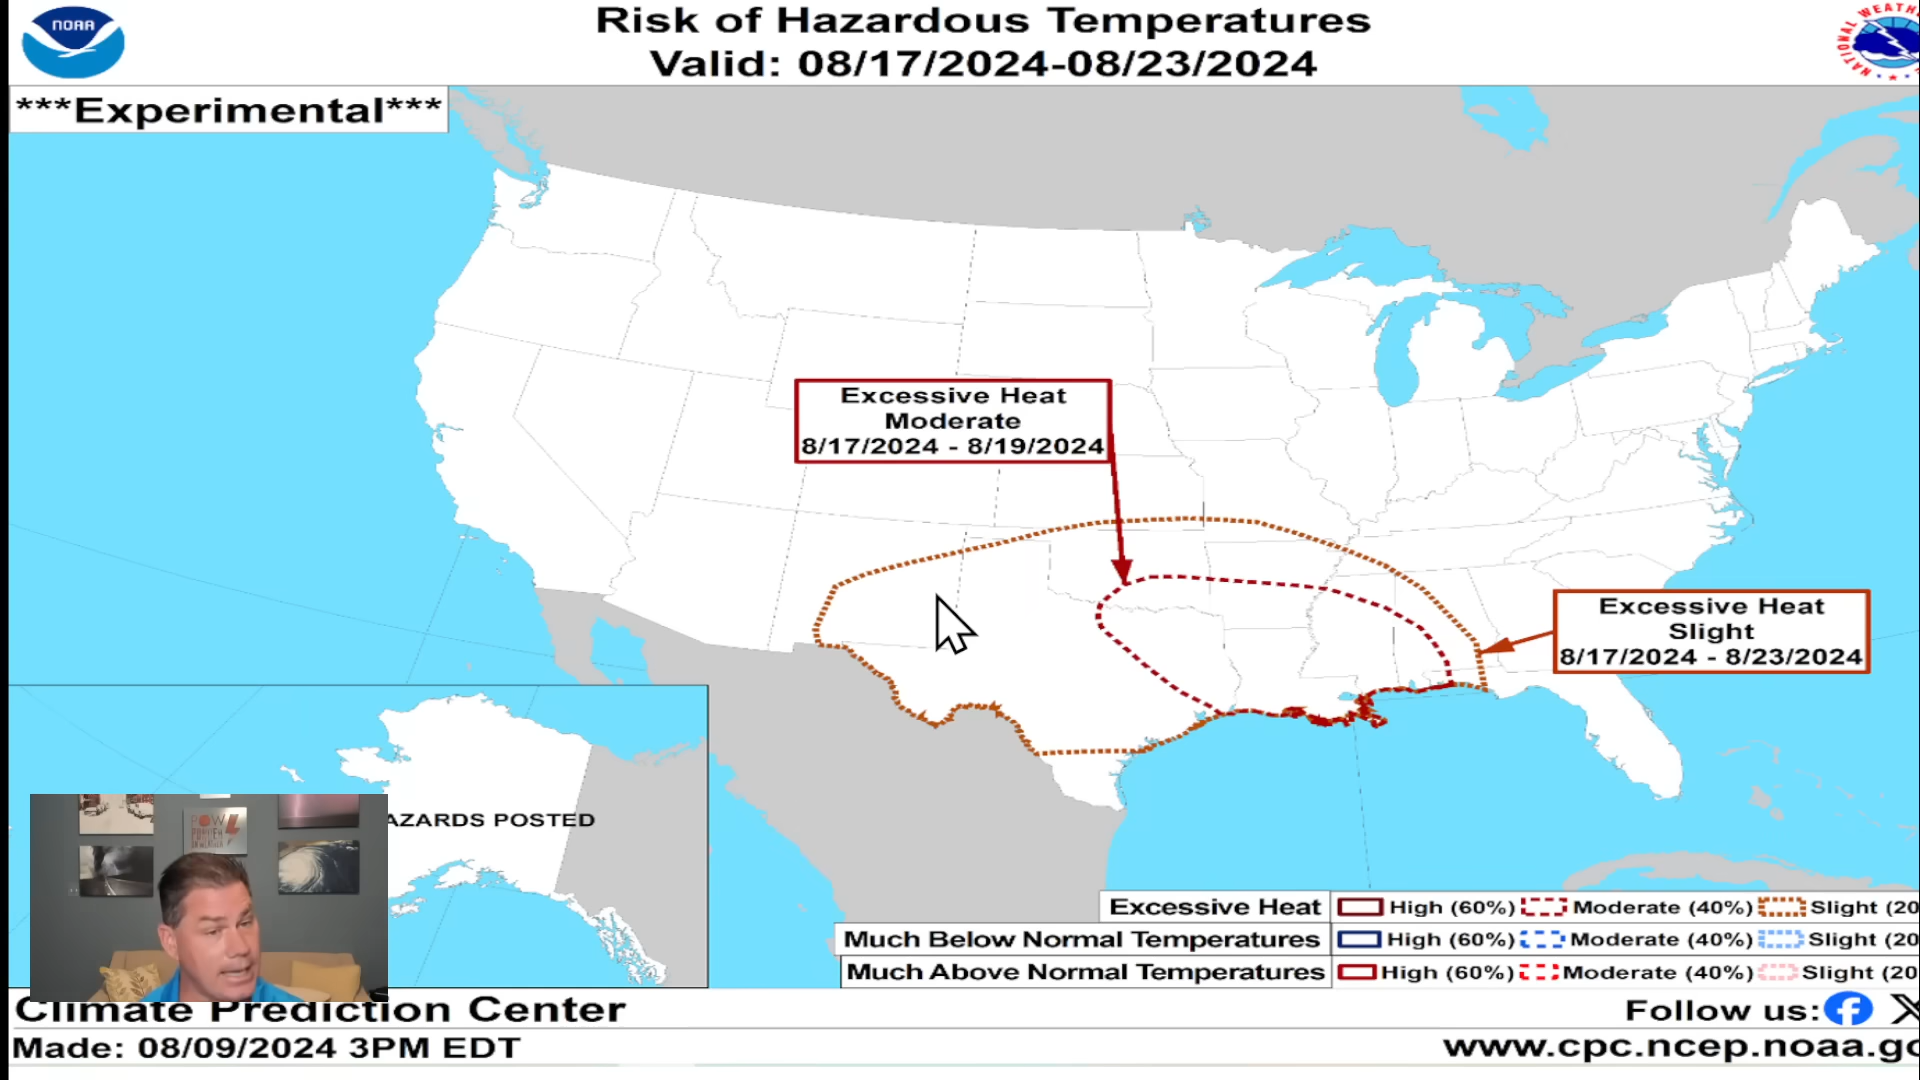 NOAA
Risk of Hazardous Temperatures
Valid: 08/17/2024-08/23/2024
NATIONAL WEATH
***Experimental***
Excessive Heat
Moderate
8/17/2024 - 8/19/2024
Excessive Heat
Slight
8/17/2024 - 8/23/2024
AZARDS POSTED
Excessive Heat High (60%) Moderate (40%) Slight (20
Much Below Normal Temperatures High (60%) Moderate (40%) Slight (20
Much Above Normal Temperatures High (60%) Moderate (40%) Slight (20
Climate Prediction Center
Follow us:
Made: 08/09/2024 3PM EDT
www.cpc.ncep.noaa.go